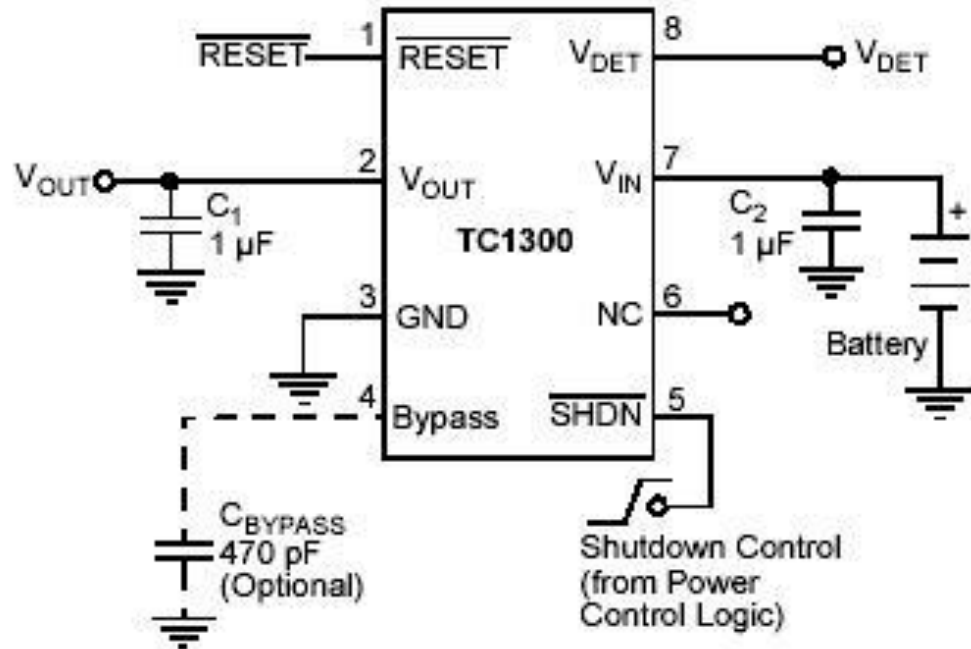 RESET
1
RESET
VDET
8
VDET
VOUT
2
VOUT
VIN
7
C1
1 µF
TC1300
C2
1 µF
+
3
GND
NC
6
Battery
4
Bypass
SHDN
5
CBYPASS
470 pF
(Optional)
Shutdown Control
(from Power
Control Logic)